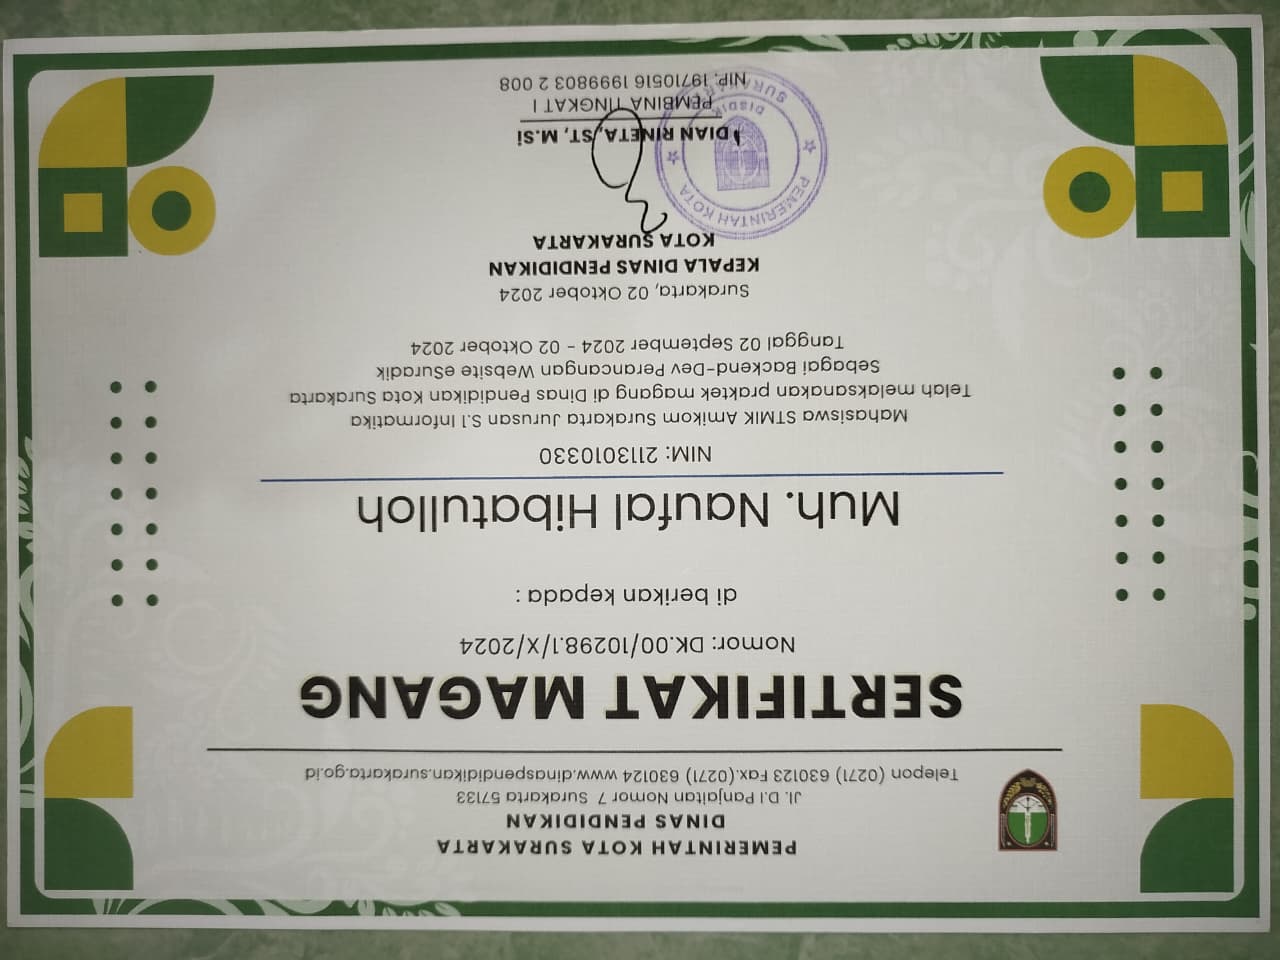 PEMERINTAH KOTA SURAKARTA
DINAS PENDIDIKAN
Jl. D.I Panjaitan Nomor 7 Surakarta 57133
Telepon (0271) 630123 Fax.(0271) 630124 www.dinaspendidikan.surakarta.go.id
SERTIFIKAT MAGANG
Nomor: DK.00/10298.1/X/2024
di berikan kepada :
Muh. Naufal Hibatulloh
NIM: 2113010330
Mahasiswa STMIK Amikom Surakarta Jurusan S.1 Informatika
Telah melaksanakan praktek magang di Dinas Pendidikan Kota Surakarta
Sebagai Backend-Dev Perancangan Website eSuradik
Tanggal 02 September 2024 - 02 Oktober 2024
Surakarta, 02 Oktober 2024
KEPALA DINAS PENDIDIKAN
KOTA SURAKARTA
PEMERINTAH KOTA
DISDIK
SURAKARTA
DIAN RINETA, ST, M.Si
PEMBINA TINGKAT I
NIP. 19710516 1999803 2 008